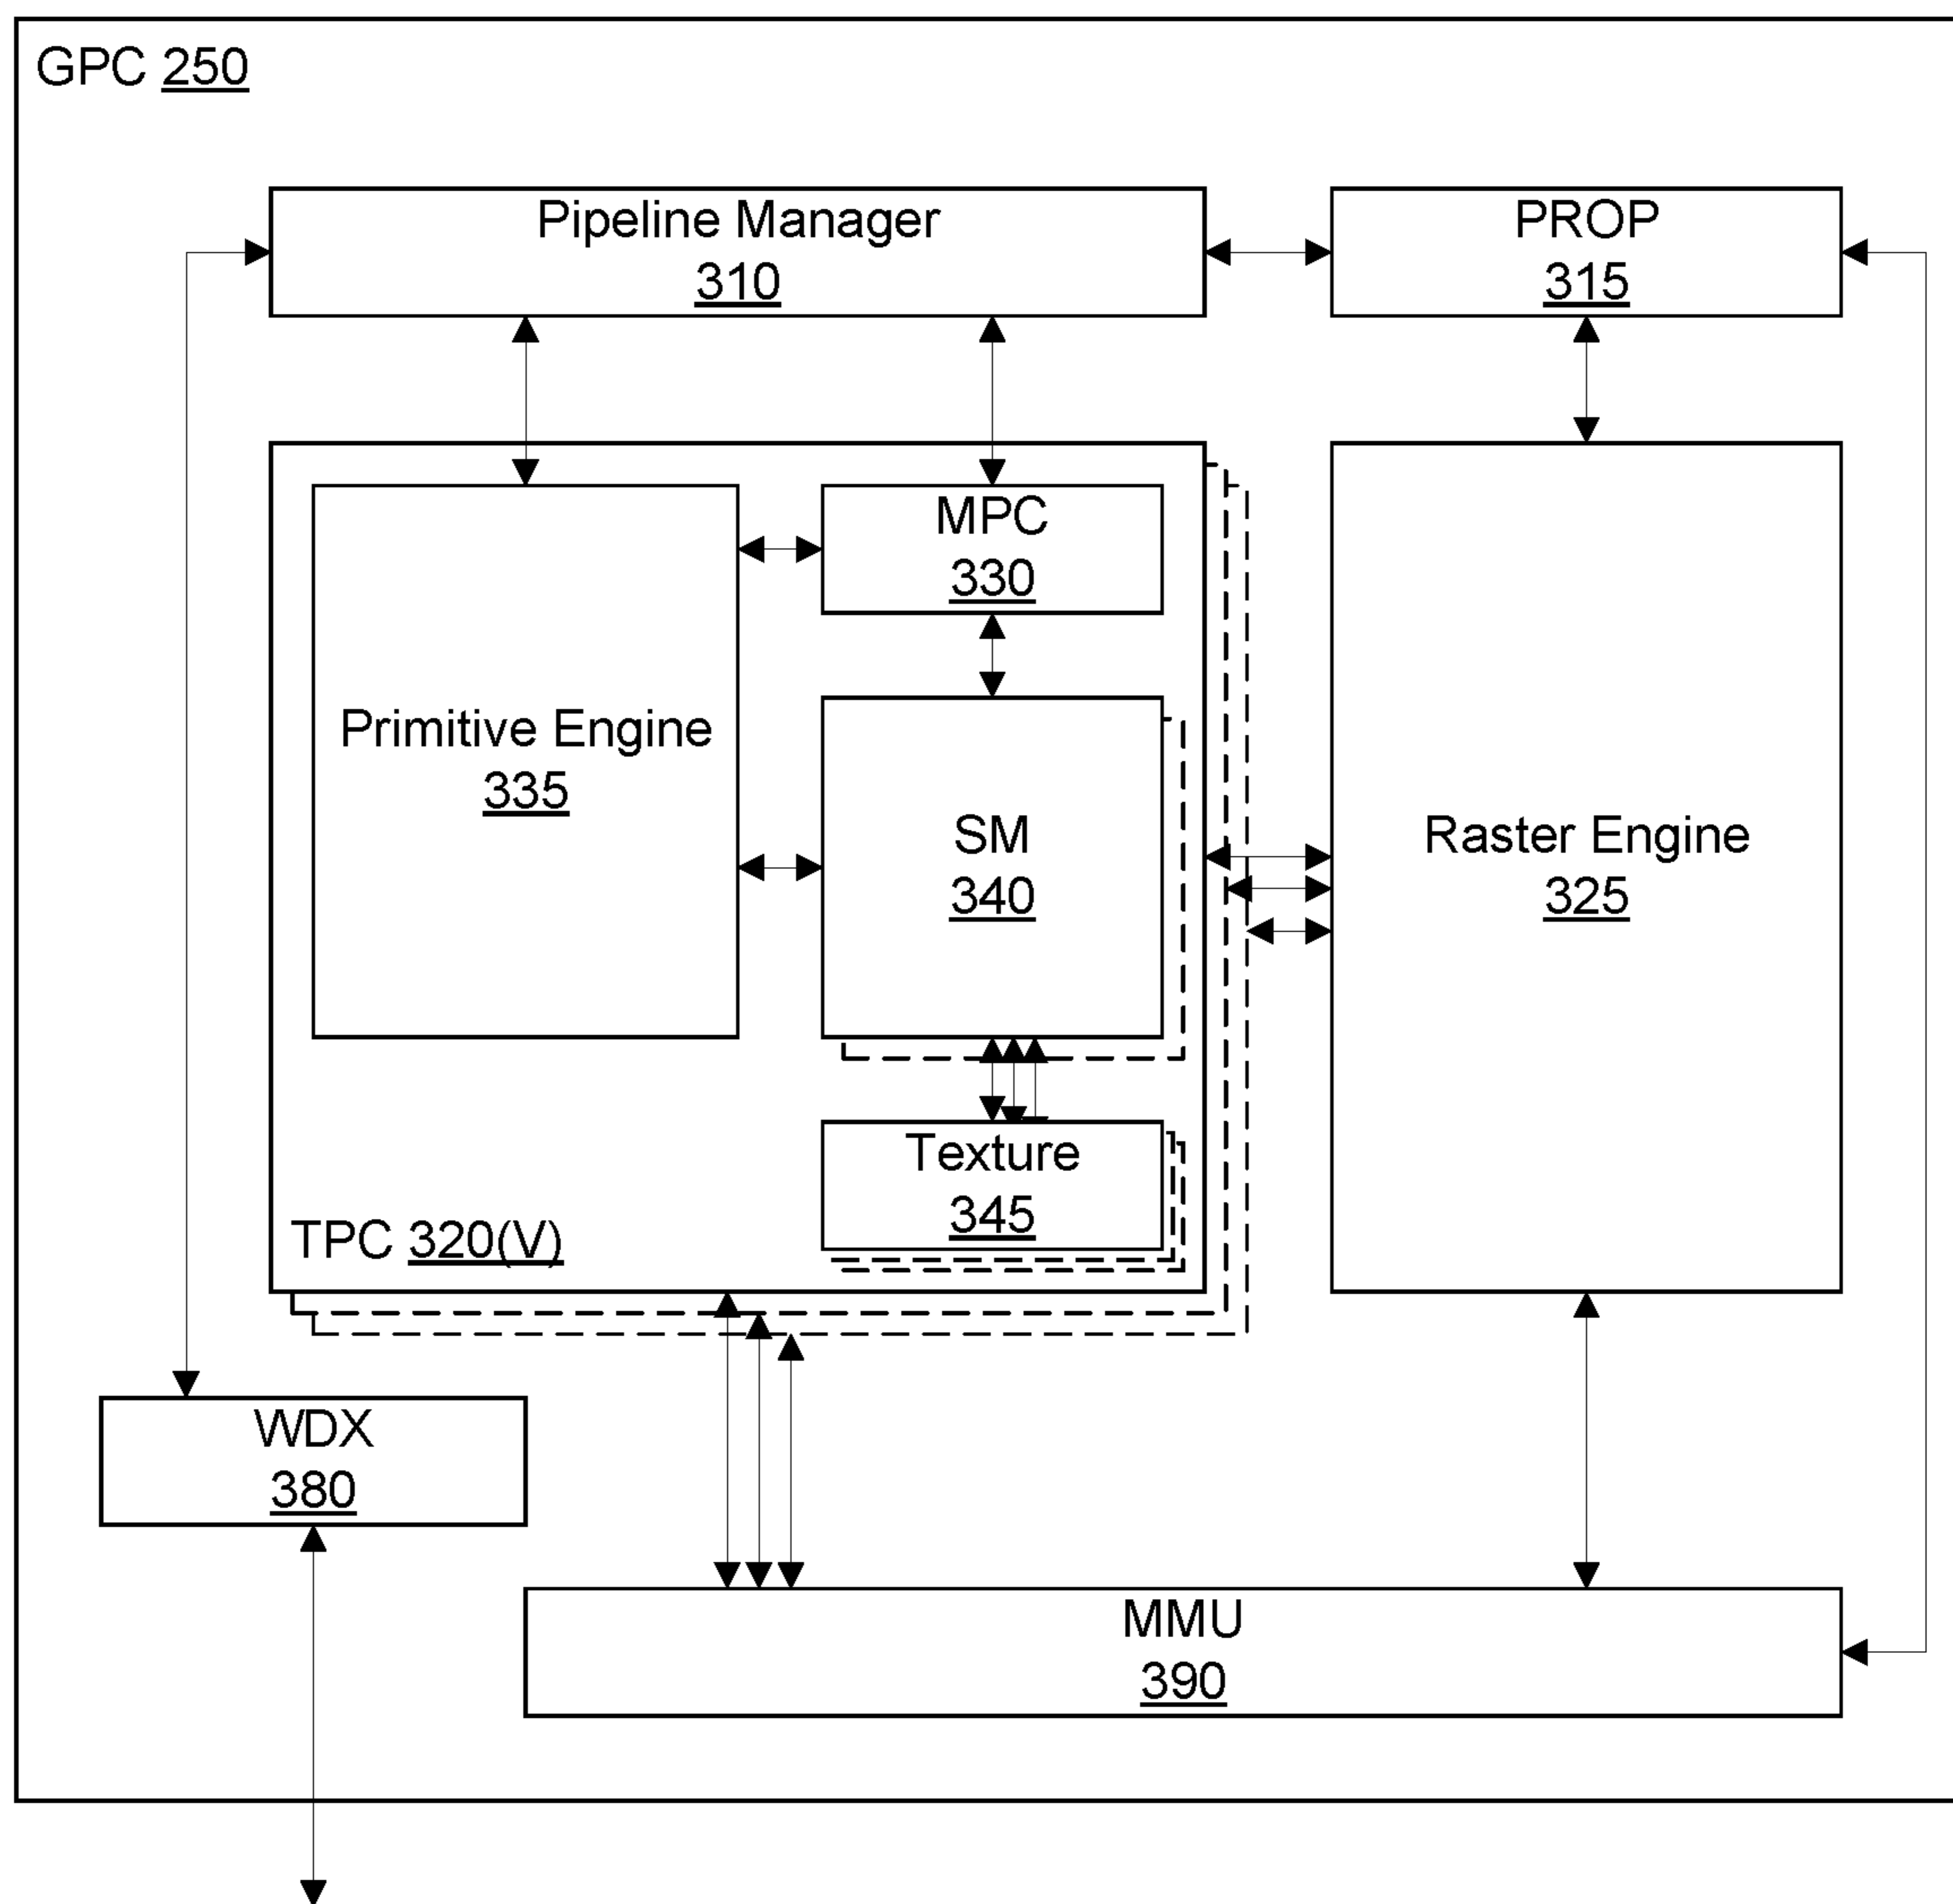 GPC 250
Pipeline Manager
310
PROP
315
MPC
330
Primitive Engine
335
SM
340
Raster Engine
325
Texture
345
TPC 320(V)
WDX
380
MMU
390